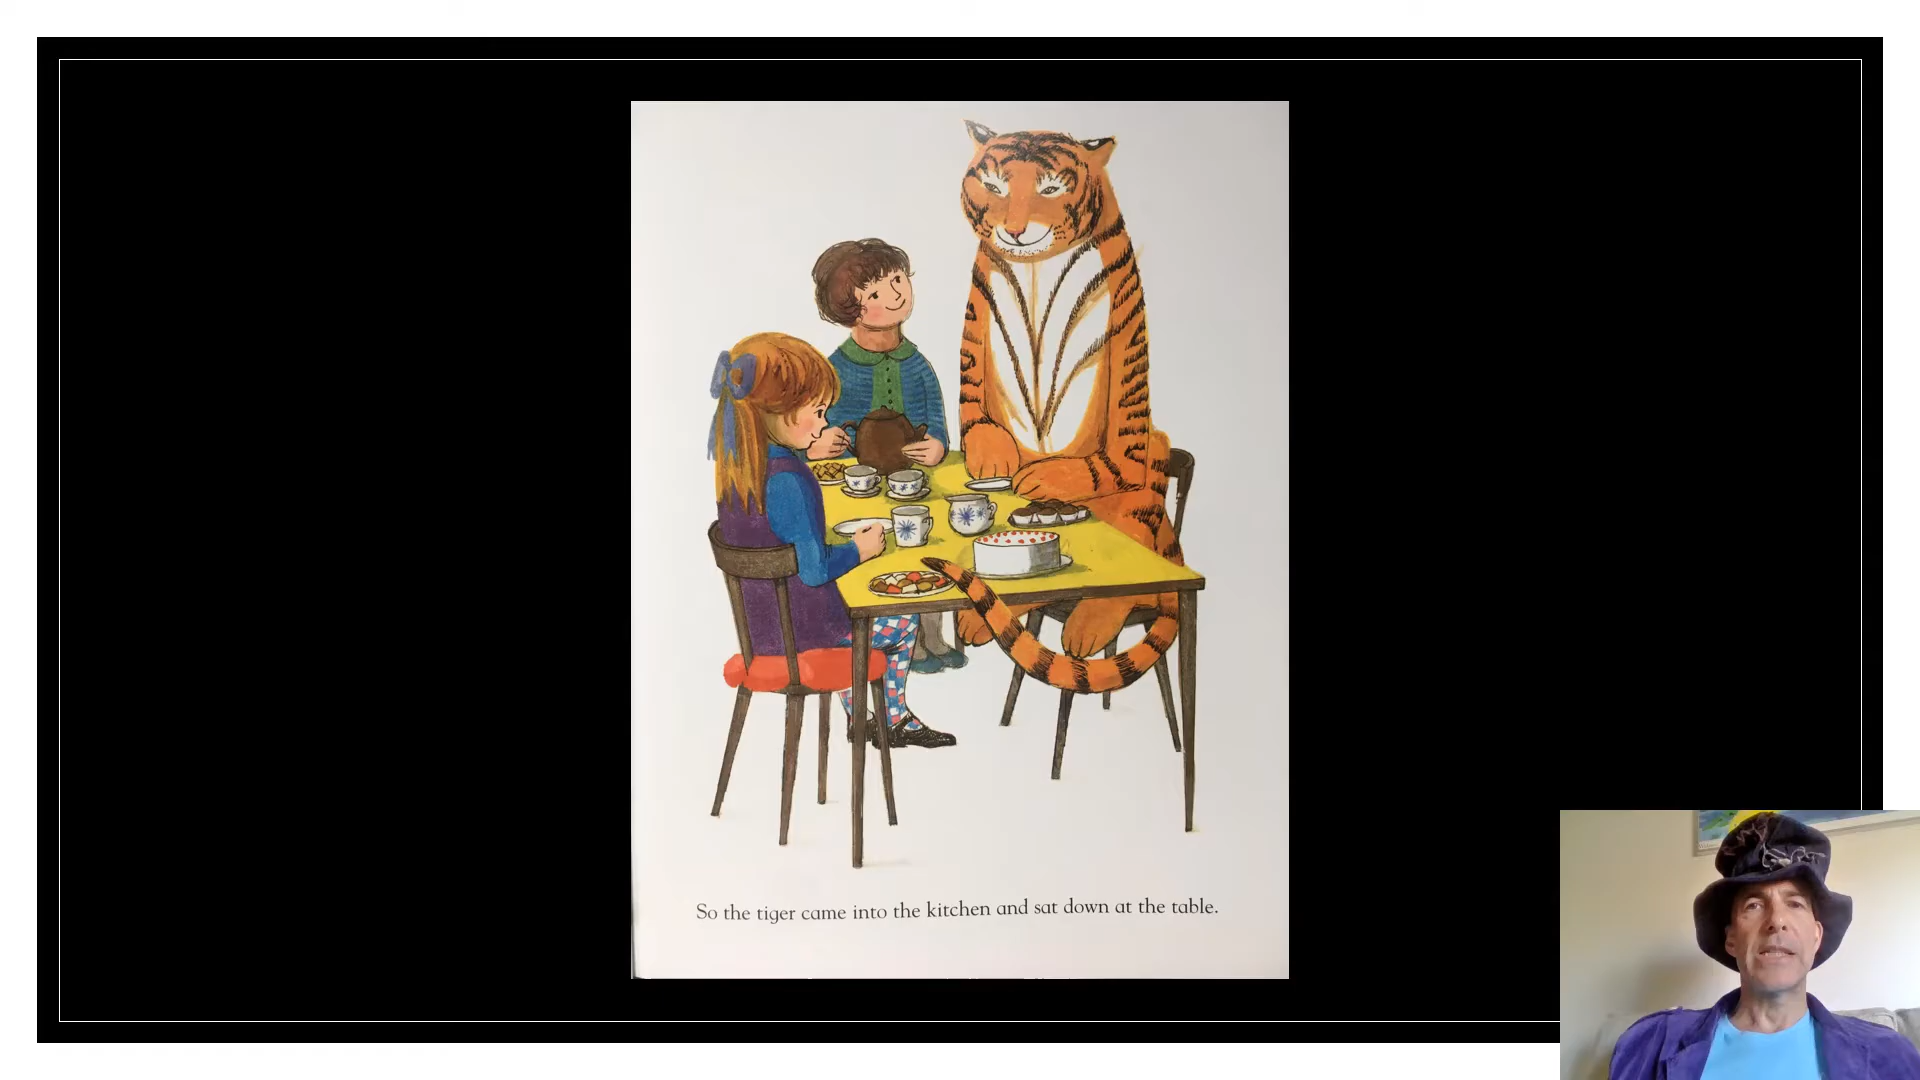 So the tiger came into the kitchen and sat down at the table.